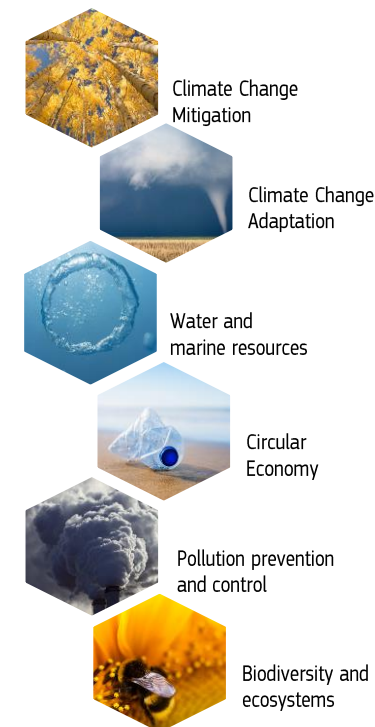 Climate Change
Mitigation
Climate Change
Adaptation
Water and
marine resources
Circular
Economy
Pollution prevention
and control
Biodiversity and
ecosystems